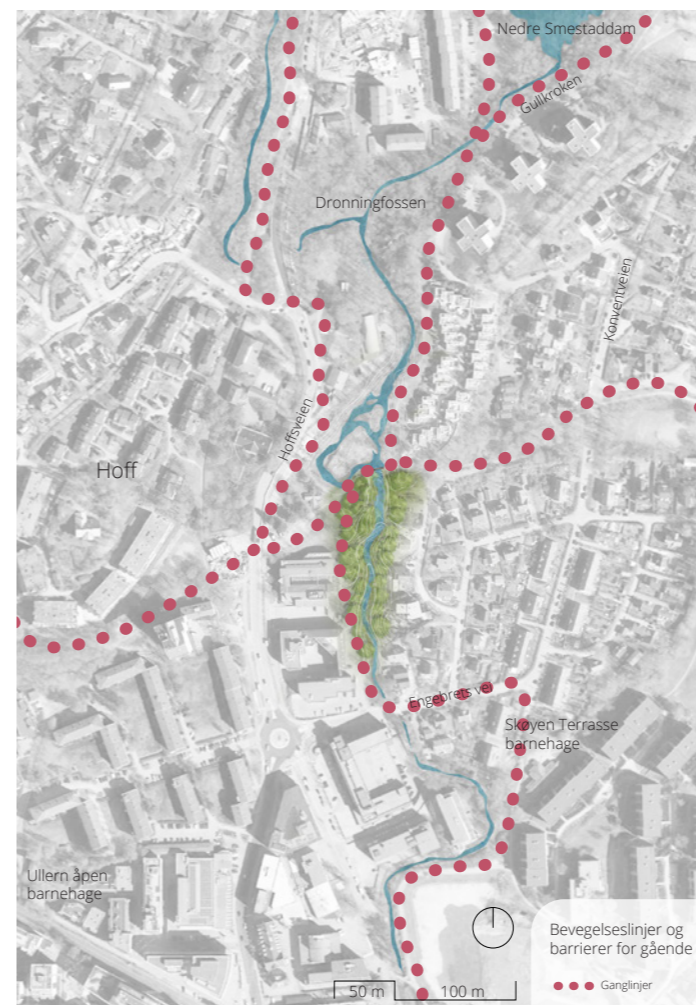 Nedre Smestaddam
Gullkroken
Dronningfossen
Konventveien
Hoffsveien
Hoff
Engebrets vei
Skøyen Terrasse
barnehage
Ullern åpen
barnehage
Bevegelseslinjer og
barrierer for gående
50 m
100 m
Ganglinjer